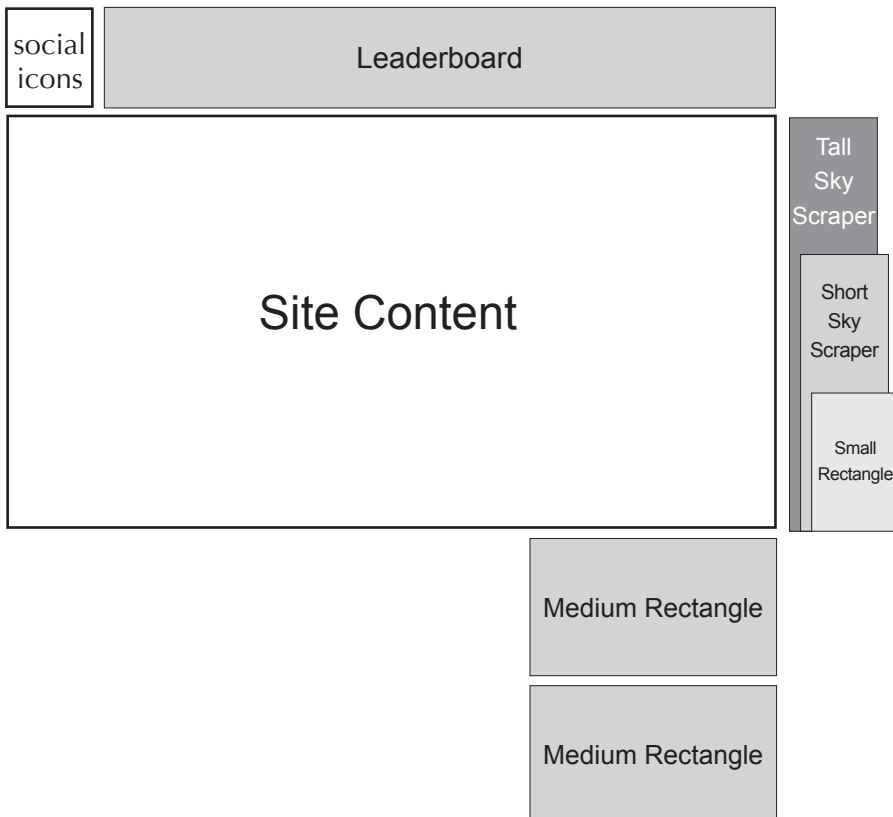 social
icons
Leaderboard
Site Content
Tall
Sky
Scraper
Short
Sky
Scraper
Small
Rectangle
Medium Rectangle
Medium Rectangle